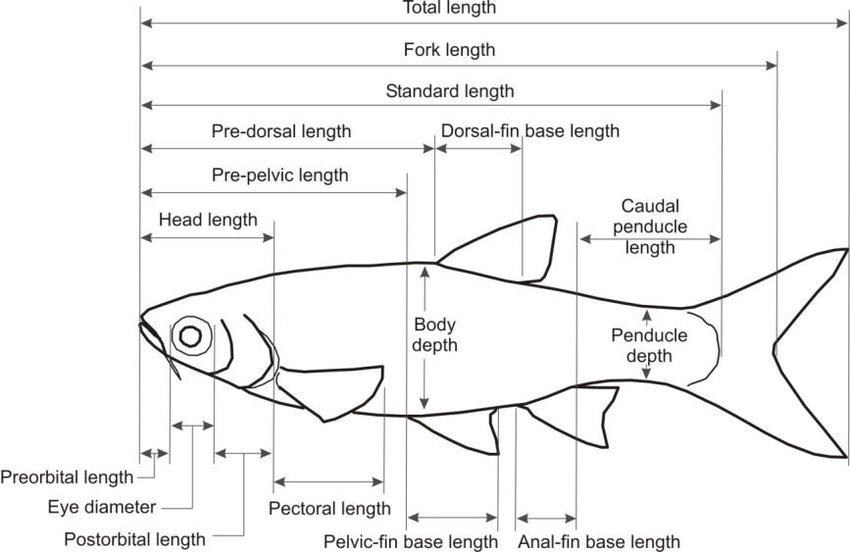 Total length
Fork length
Standard length
Pre-dorsal length
Dorsal-fin base length
Pre-pelvic length
Head length
Caudal
penducle
length
Body
depth
Penducle
depth
Preorbital length
Eye diameter
Postorbital length
Pectoral length
Pelvic-fin base length
Anal-fin base length